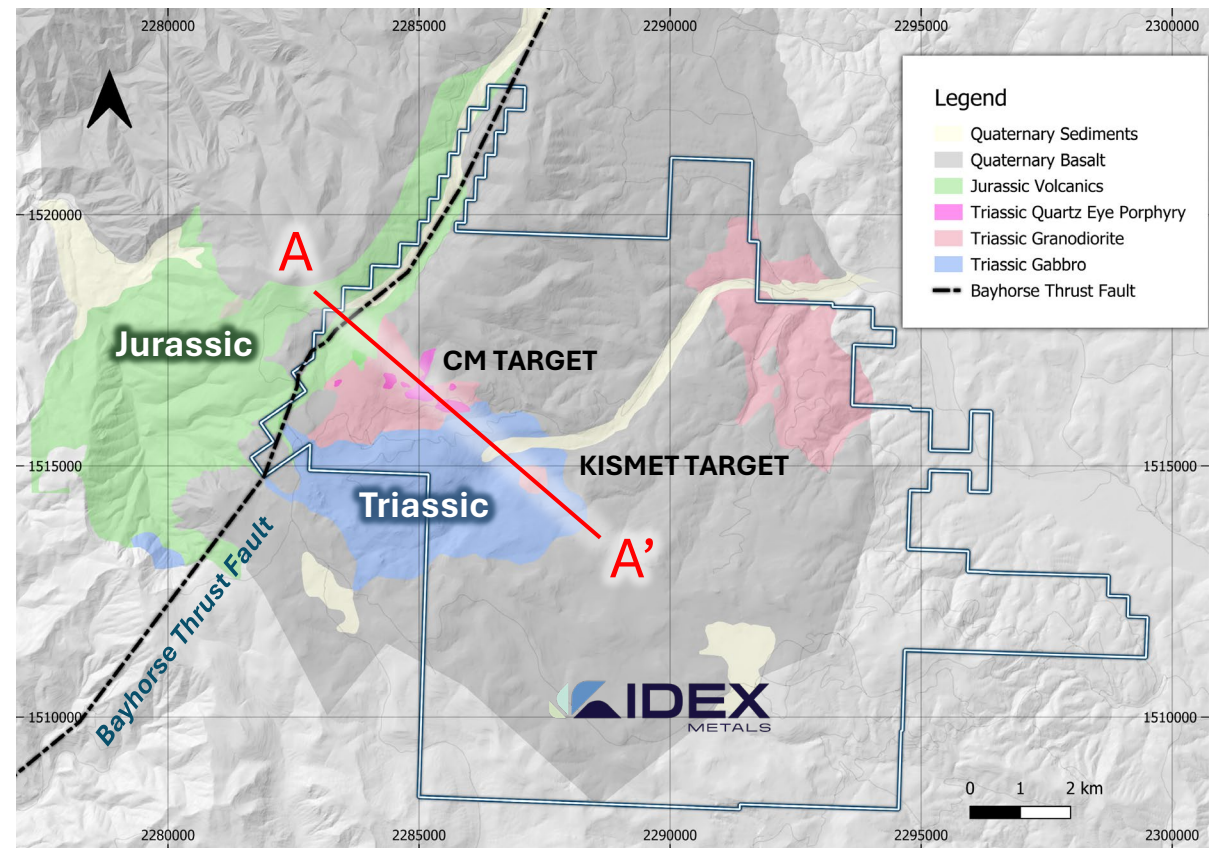 2280000
2285000
2290000
2295000
2300000
Legend
Quaternary Sediments
Quaternary Basalt
Jurassic Volcanics
Triassic Quartz Eye Porphyry
Triassic Granodiorite
Triassic Gabbro
Bayhorse Thrust Fault
1520000
A
Jurassic
CM TARGET
1515000
KISMET TARGET
1515000
Triassic
A’
Bayhorse Thrust Fault
IDEX
METALS
1510000
1510000
0 1 2 km
2280000
2285000
2290000
2295000
2300000